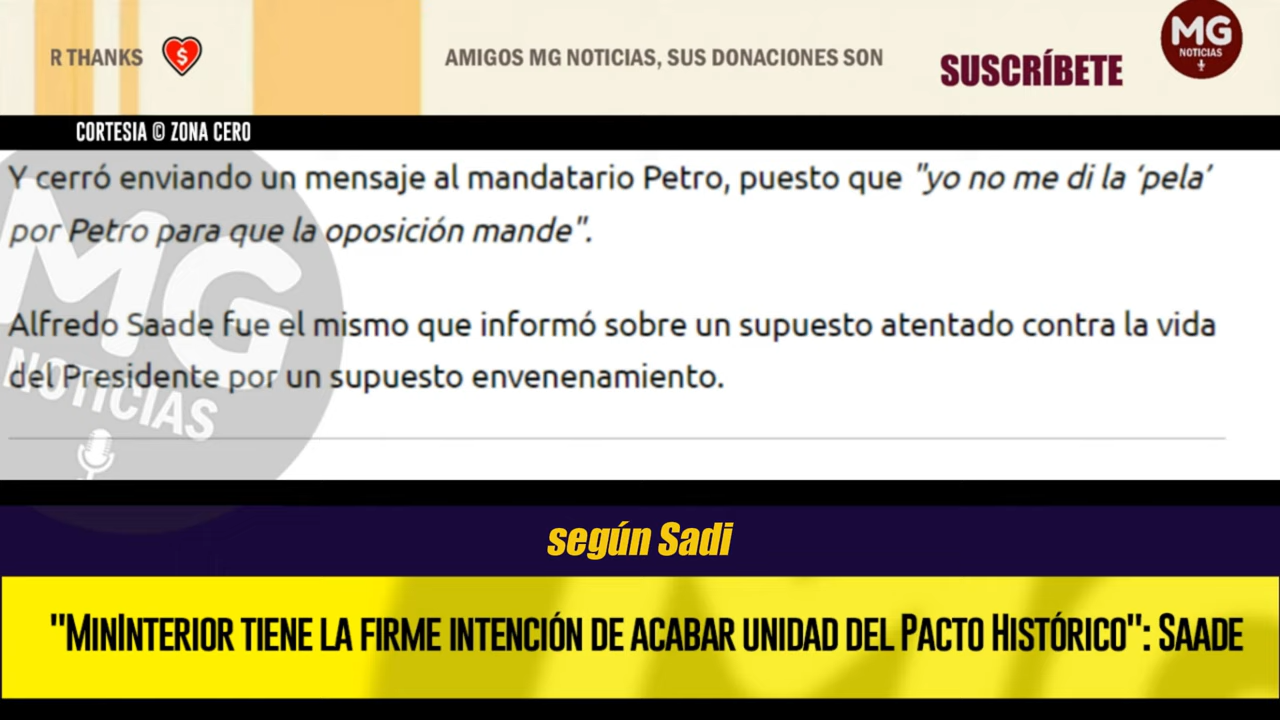 R THANKS
AMIGOS MG NOTICIAS, SUS DONACIONES SON
SUSCRÍBETE
MG
NOTICIAS
CORTESIA © ZONA CERO
Y cerró enviando un mensaje al mandatario Petro, puesto que "yo no me di la ‘pela’
por Petro para que la oposición mande".
Alfredo Saade fue el mismo que informó sobre un supuesto atentado contra la vida
del Presidente por un supuesto envenenamiento.
MG
NOTICIAS
según Sadi
"MinInterior tiene la firme intención de acabar unidad del Pacto Histórico": Saade